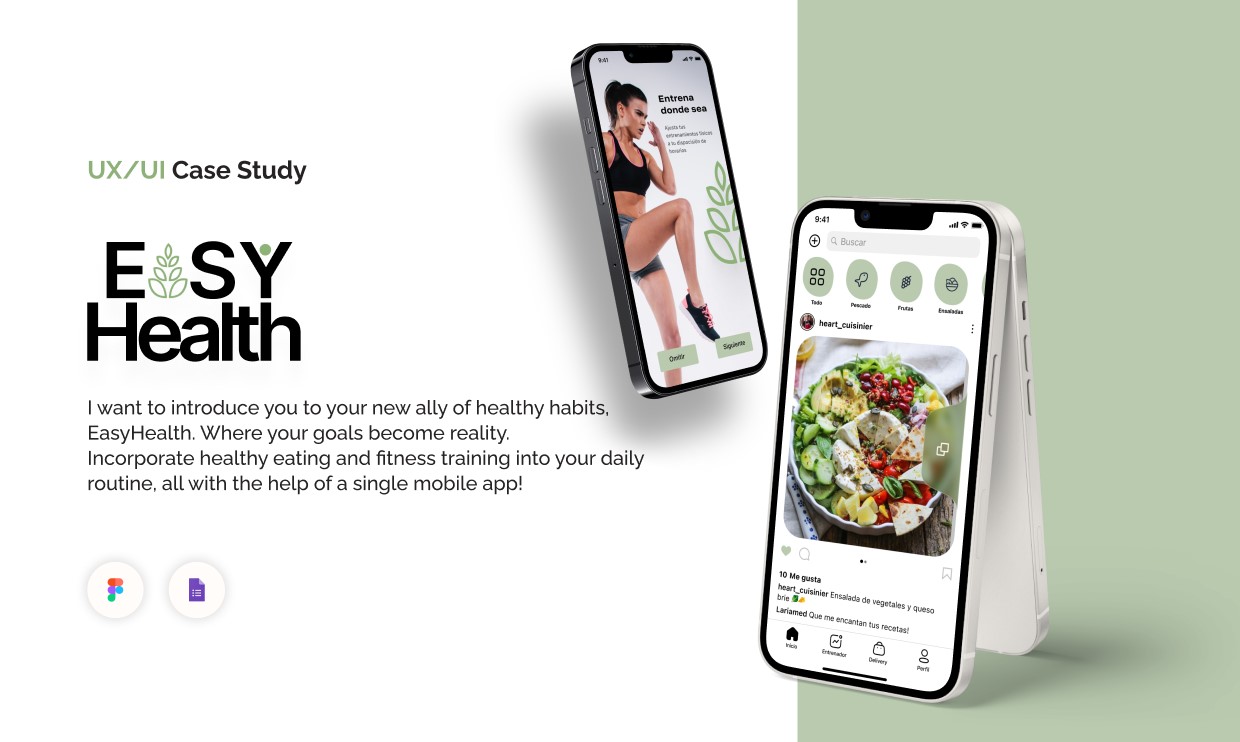 UX/UI Case Study
EASY
Health
I want to introduce you to your new ally of healthy habits,
EasyHealth. Where your goals become reality.
Incorporate healthy eating and fitness training into your daily
routine, all with the help of a single mobile app!
9:41
Entrena
donde sea
Ajusta tus
entrenamientos físicos
a tu disposición de
horarios
Omitir
Siguiente
9:41
Buscar
Todo
Pescado
Frutas
Ensaladas
heart_cuisinier
10 Me gusta
heart_cuisinier Ensalada de vegetales y queso
brie
Lariamed Que me encantan tus recetas!
Inicio
Entrenador
Delivery
Perfil